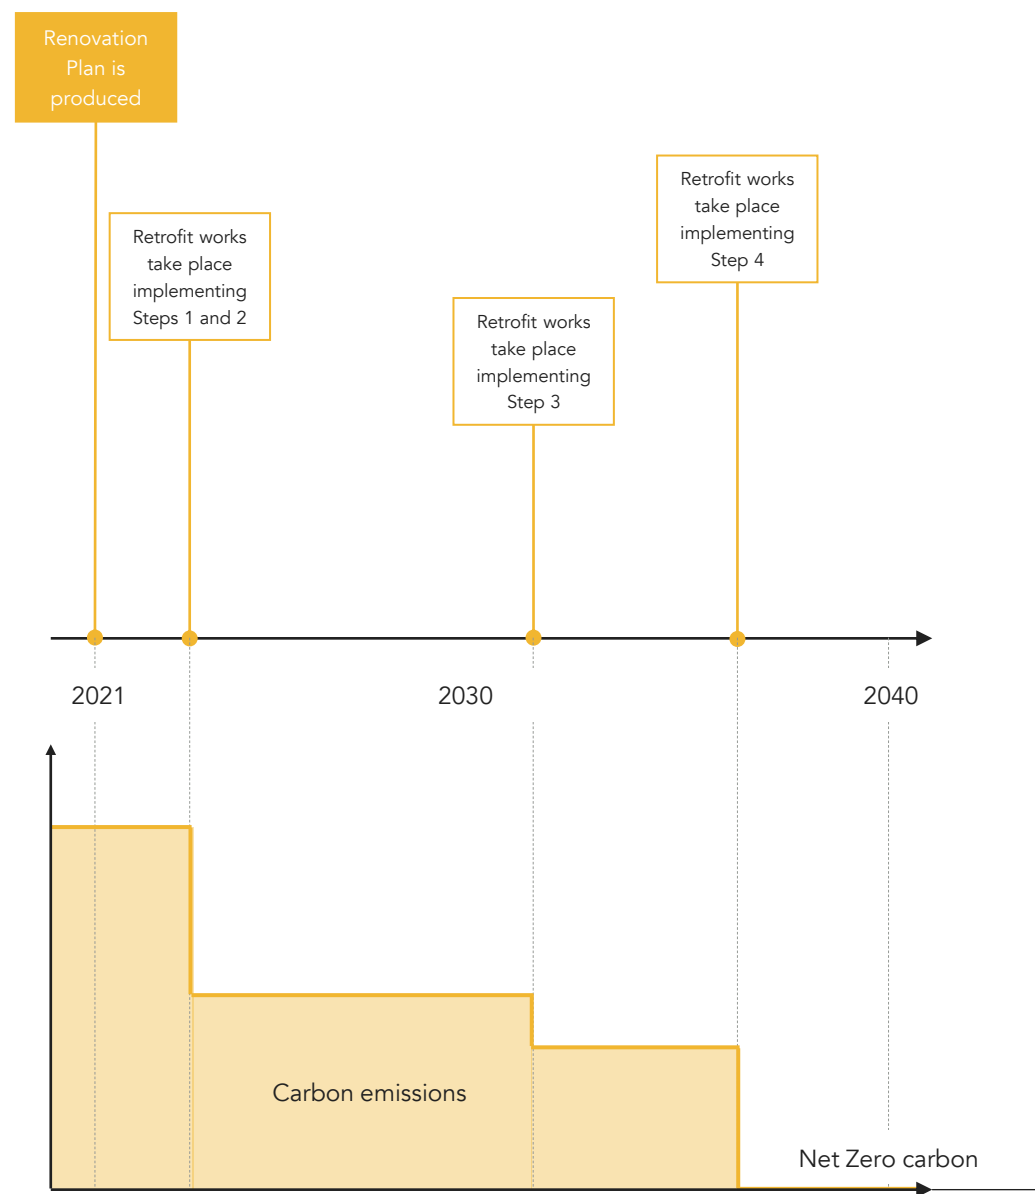 Renovation
Plan is
produced
Retrofit works
take place
implementing
Steps 1 and 2
Retrofit works
take place
implementing
Step 3
Retrofit works
take place
implementing
Step 4
2021
2030
2040
Carbon emissions
Net Zero carbon